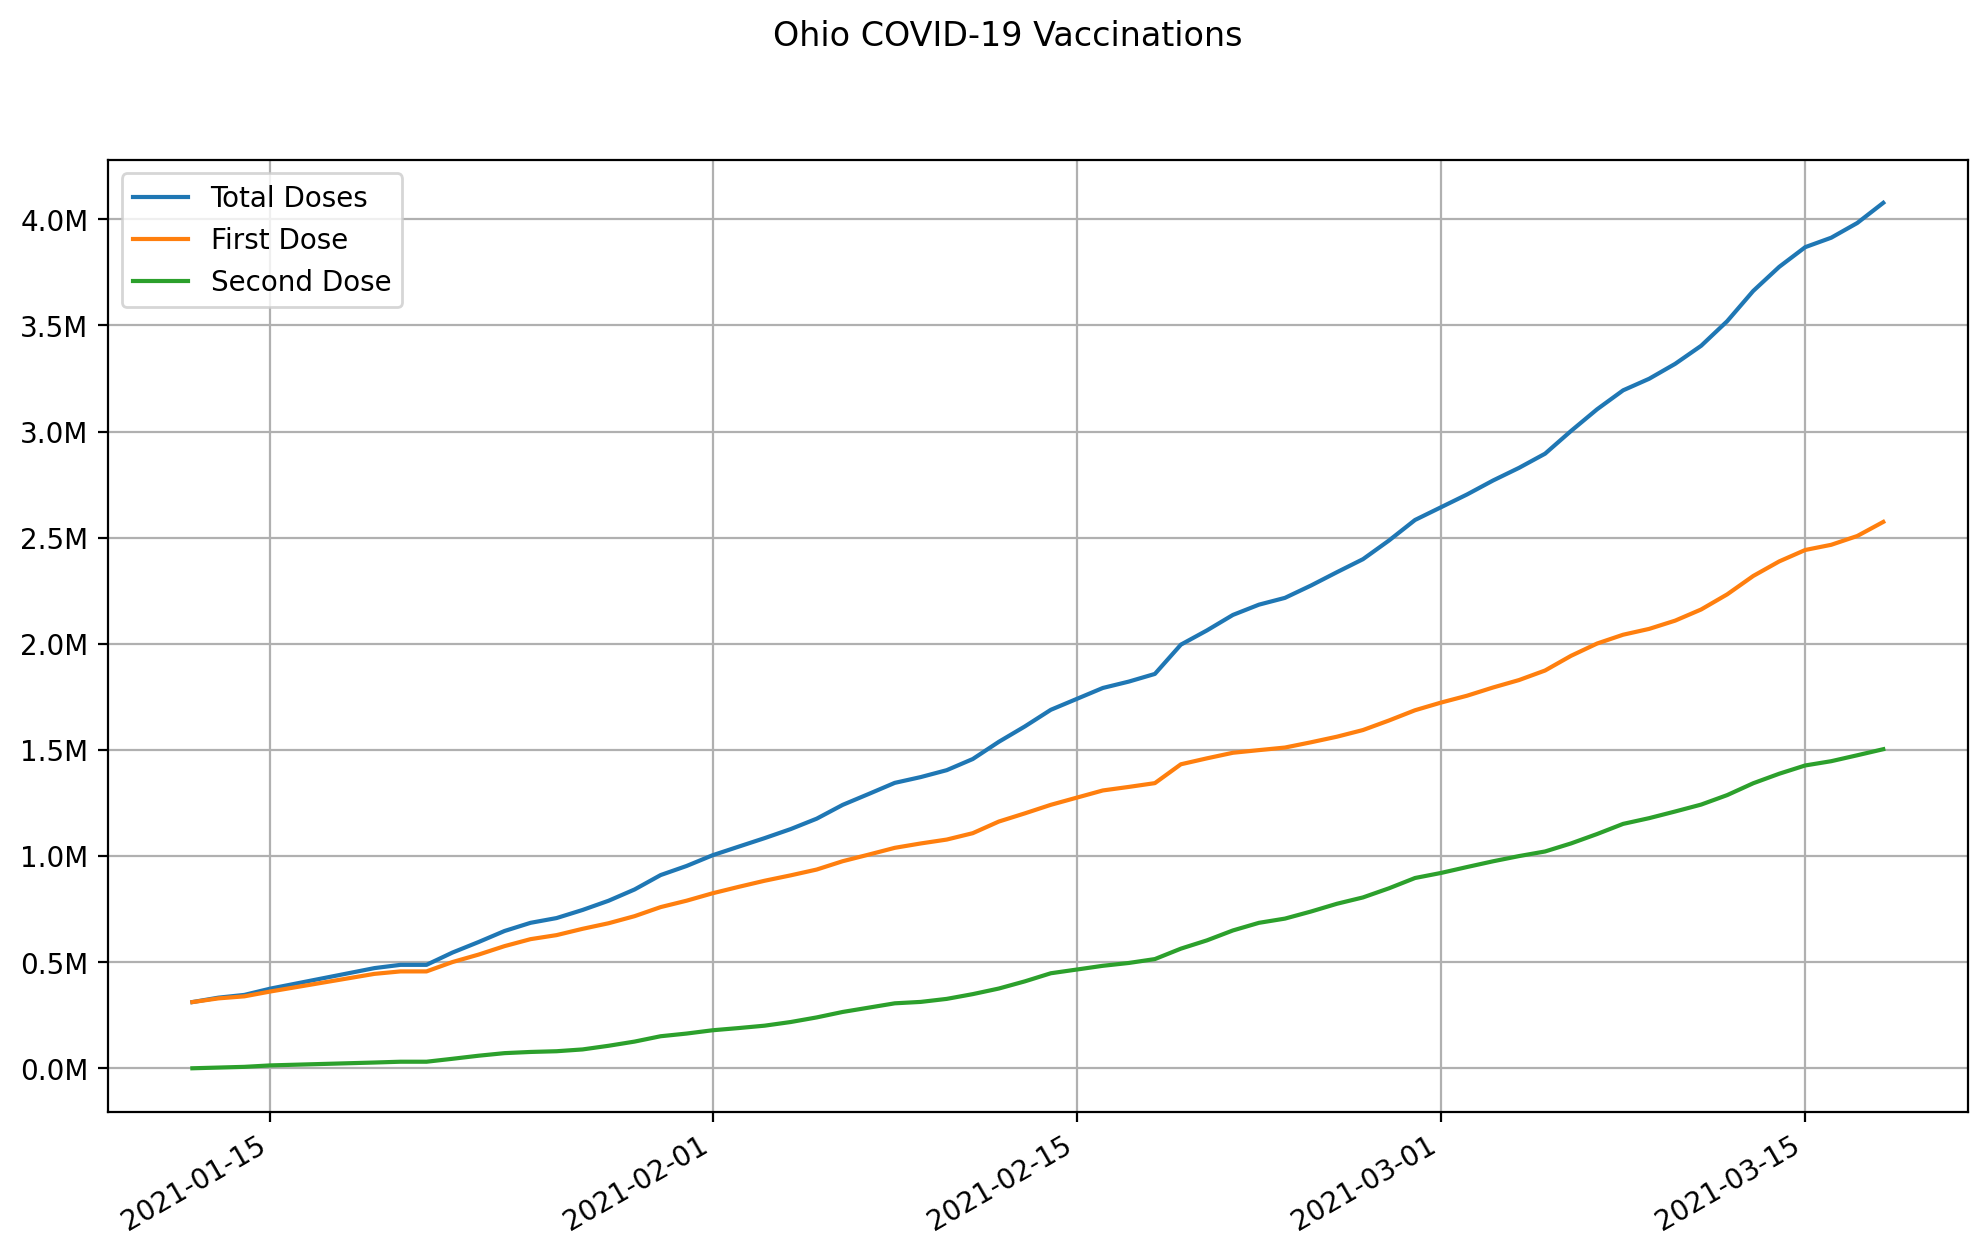 Ohio COVID-19 Vaccinations
Total Doses
First Dose
Second Dose
4.0M
3.5M
3.0M
2.5M
2.0M
1.5M
1.0M
0.5M
0.0M
2021-01-15
2021-02-01
2021-02-15
2021-03-01
2021-03-15